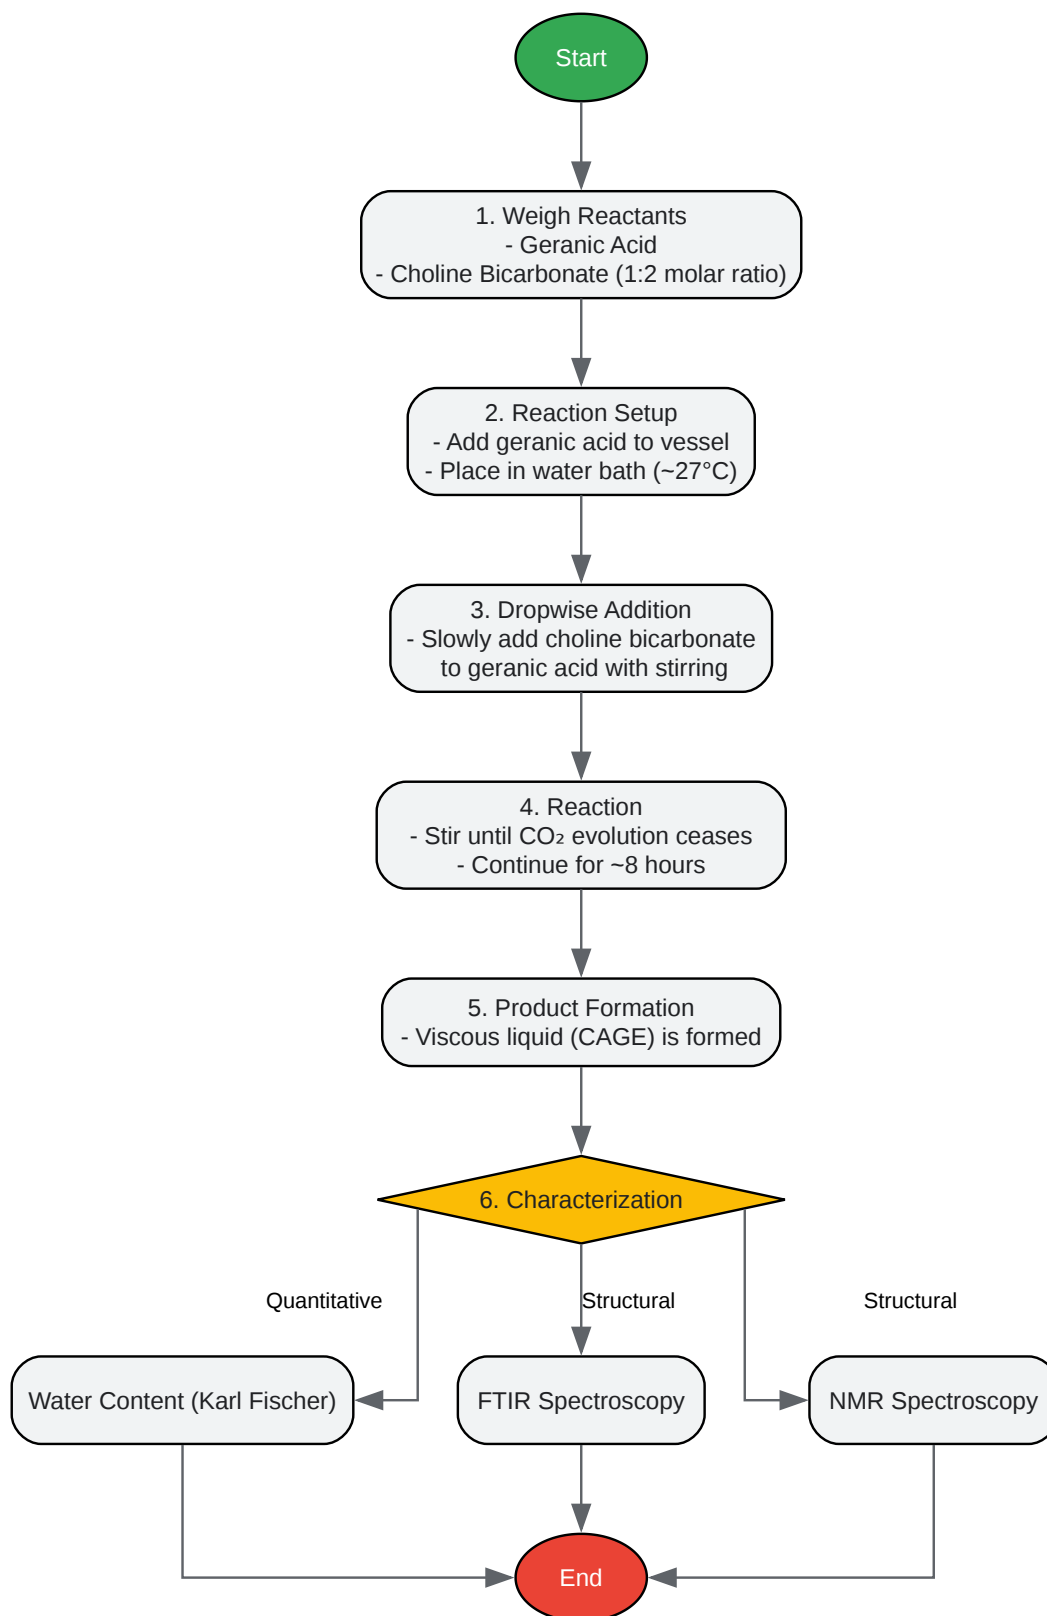 Start
1. Weigh Reactants
- Geranic Acid
- Choline Bicarbonate (1:2 molar ratio)
2. Reaction Setup
- Add geranic acid to vessel
- Place in water bath (~27°C)
3. Dropwise Addition
- Slowly add choline bicarbonate
to geranic acid with stirring
4. Reaction
- Stir until CO₂ evolution ceases
- Continue for ~8 hours
5. Product Formation
- Viscous liquid (CAGE) is formed
6. Characterization
Quantitative
Structural
Structural
Water Content (Karl Fischer)
FTIR Spectroscopy
NMR Spectroscopy
End